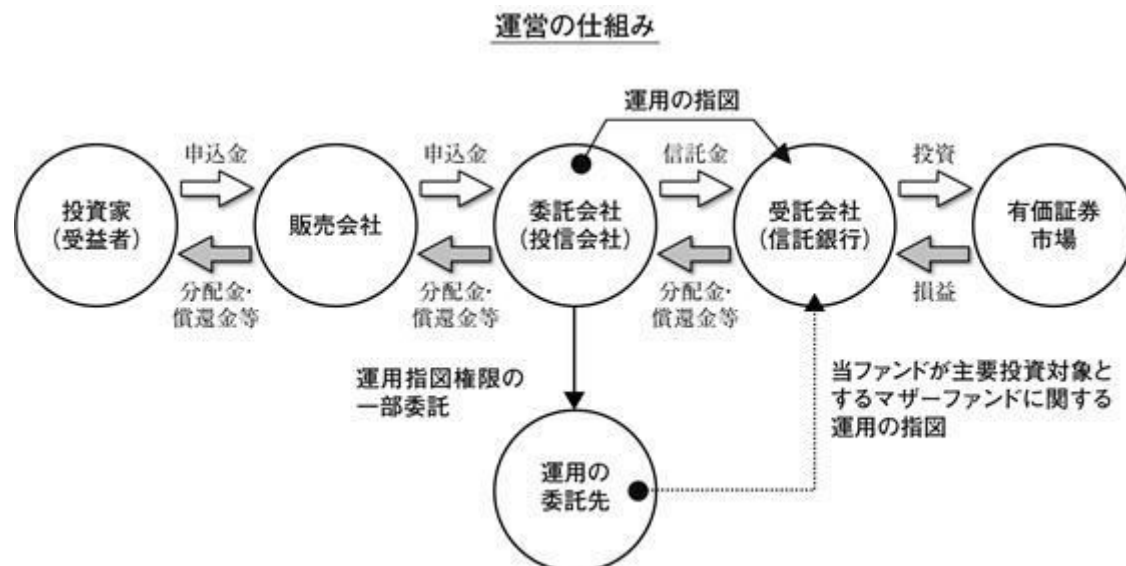 運営の仕組み
運用の指図
申込金
申込金
信託金
投資
投資家
(受益者)
販売会社
委託会社
(投信会社)
受託会社
(信託銀行)
有価証券
市場
分配金・
償還金等
分配金・
償還金等
分配金・
償還金等
損益
運用指図権限の
一部委託
当ファンドが主要投資対象と
するマザーファンドに関する
運用の指図
運用の
委託先